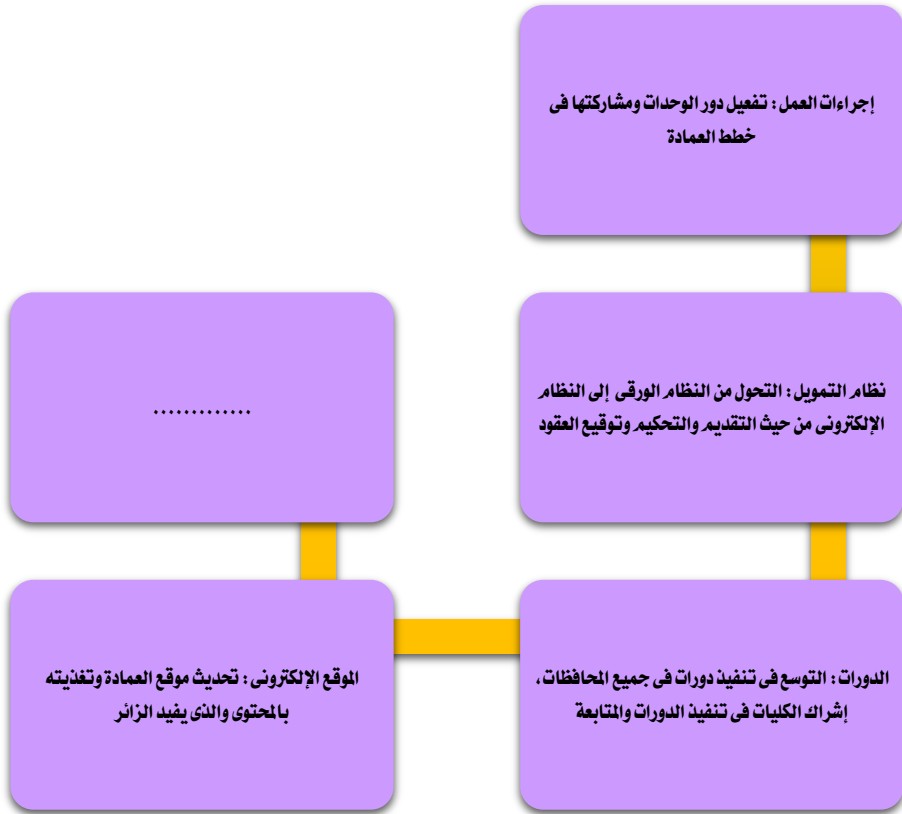 إجراءات العمل : تفعيل دور الوحدات ومشاركتها فى
خطط العمادة
نظام التمويل : التحول من النظام الورقى إلى النظام
الإلكترونى من حيث التقديم والتحكيم وتوقيع العقود
الدورات : التوسع فى تنفيذ دورات فى جميع المحافظات ،
إشراك الكليات فى تنفيذ الدورات والمتابعة
الموقع الإلكترونى : تحديث موقع العمادة وتغذيته
بالمحتوى والذى يفيد الزائر
.............